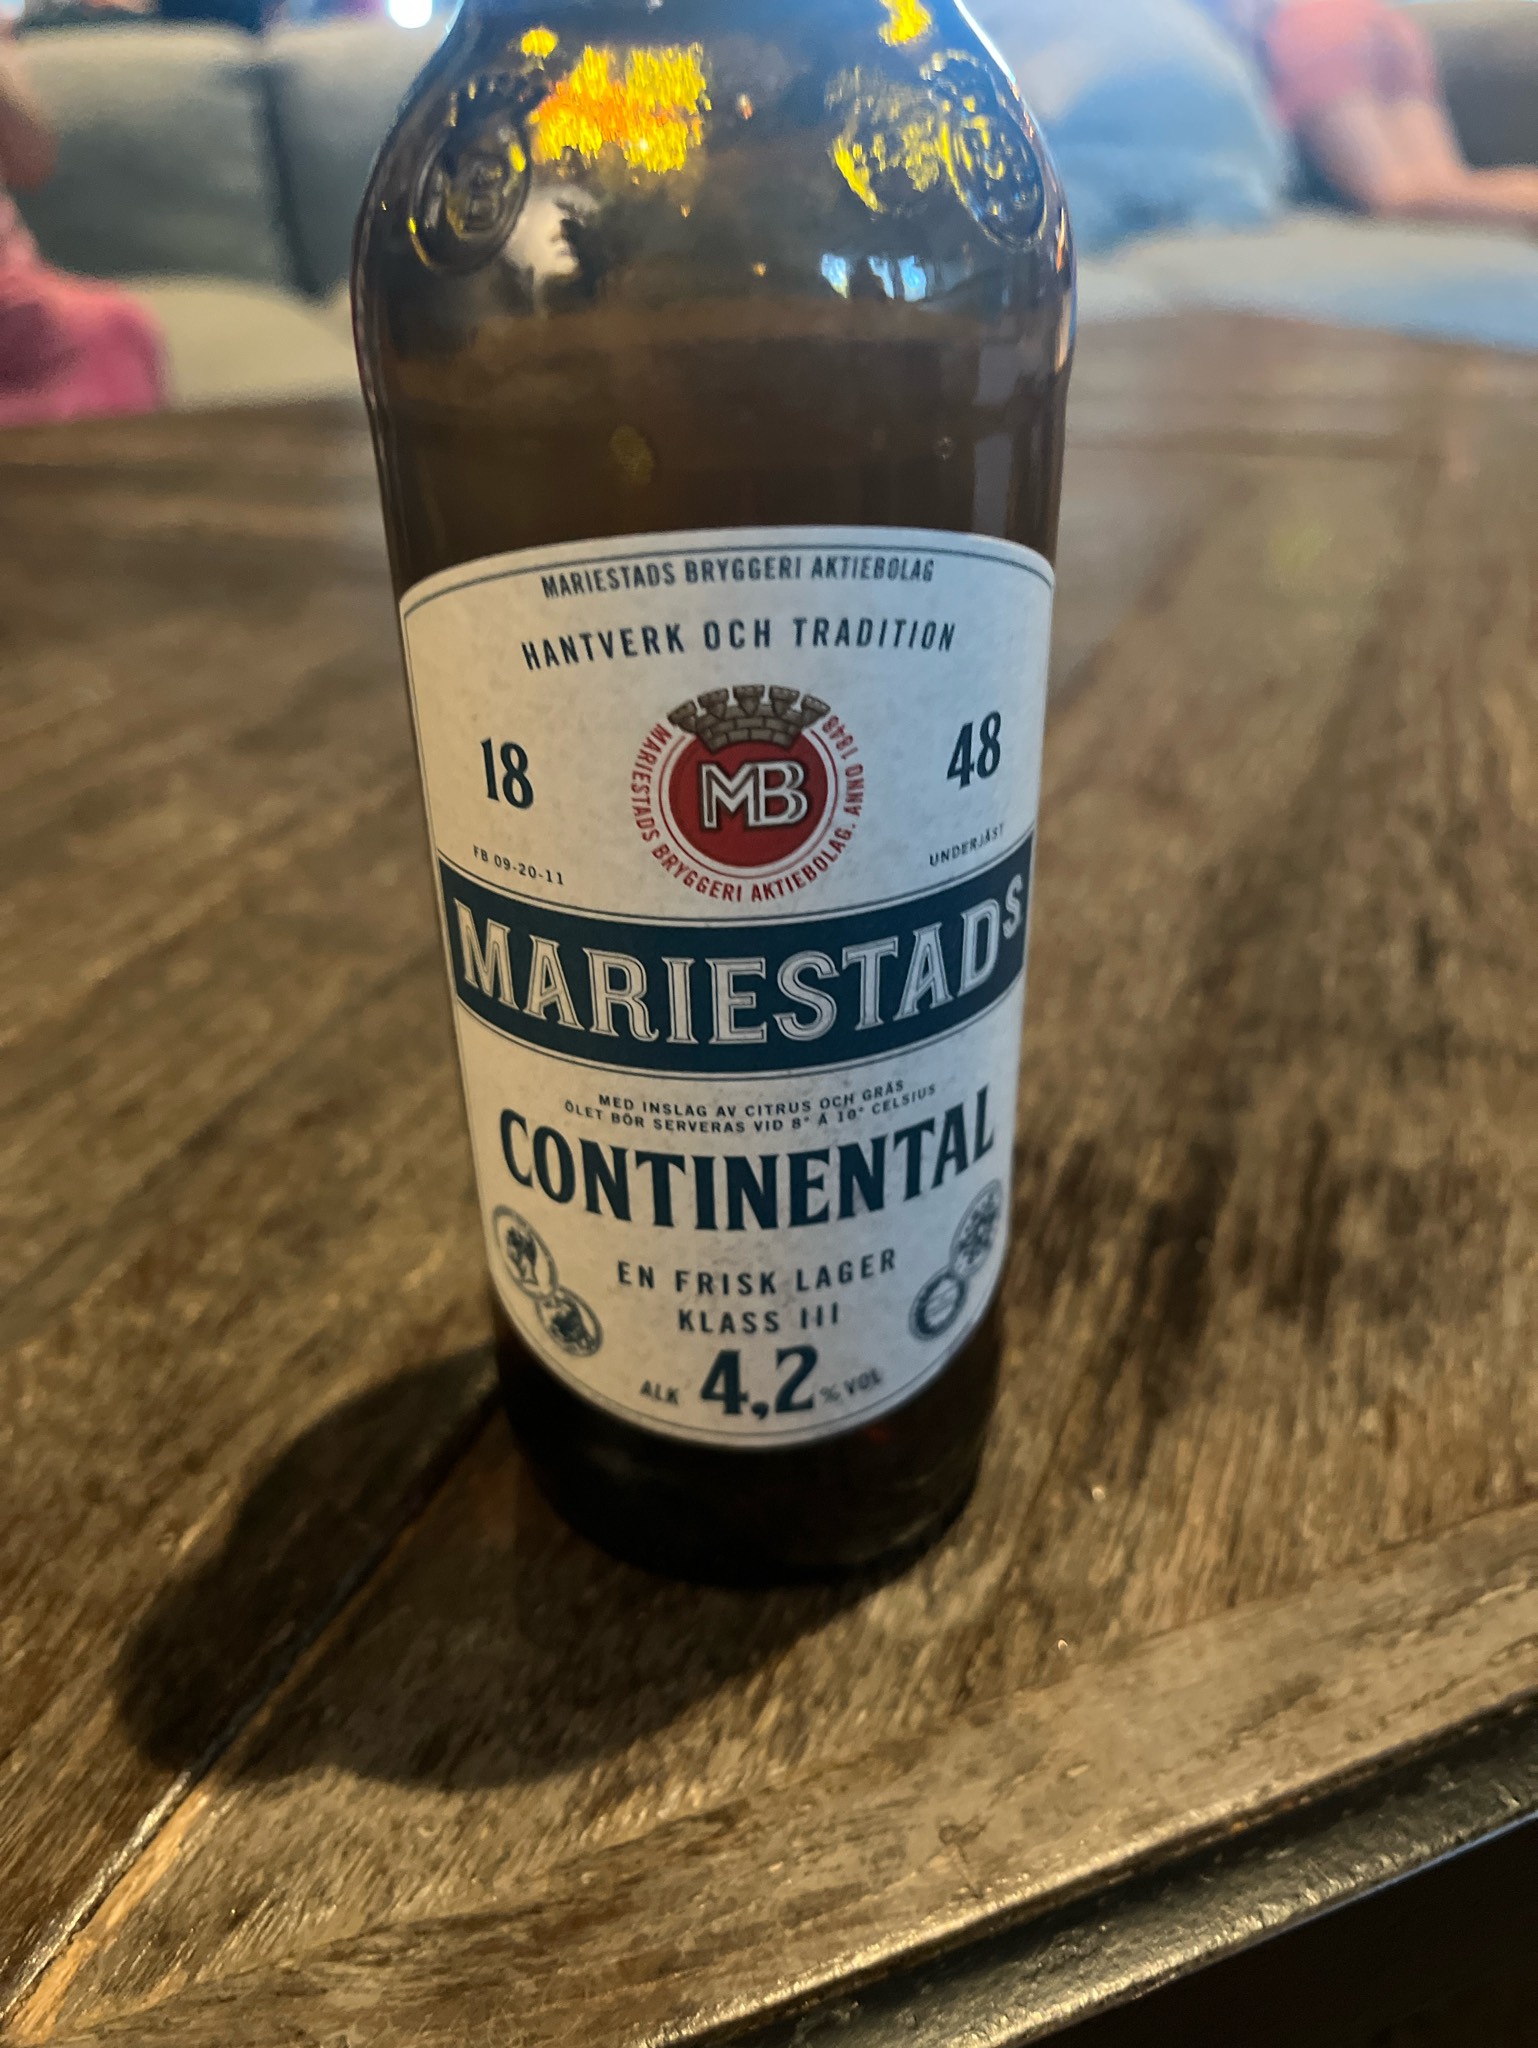 MARIESTADS BRYGGERI AKTIEBOLAG
HANTVERK OCH TRADITION
18 48
MB
MARIESTADS BRYGGERI AKTIEBOLAG. ANNO 1848
FB 09-20-11
UNDERJÄST
MARIESTADS
MED INSLAG AV CITRUS OCH GRÄS
ÖLET BÖR SERVERAS VID 8° Á 10° CELSIUS
CONTINENTAL
EN FRISK LAGER
KLASS III
ALK 4,2 % VOL